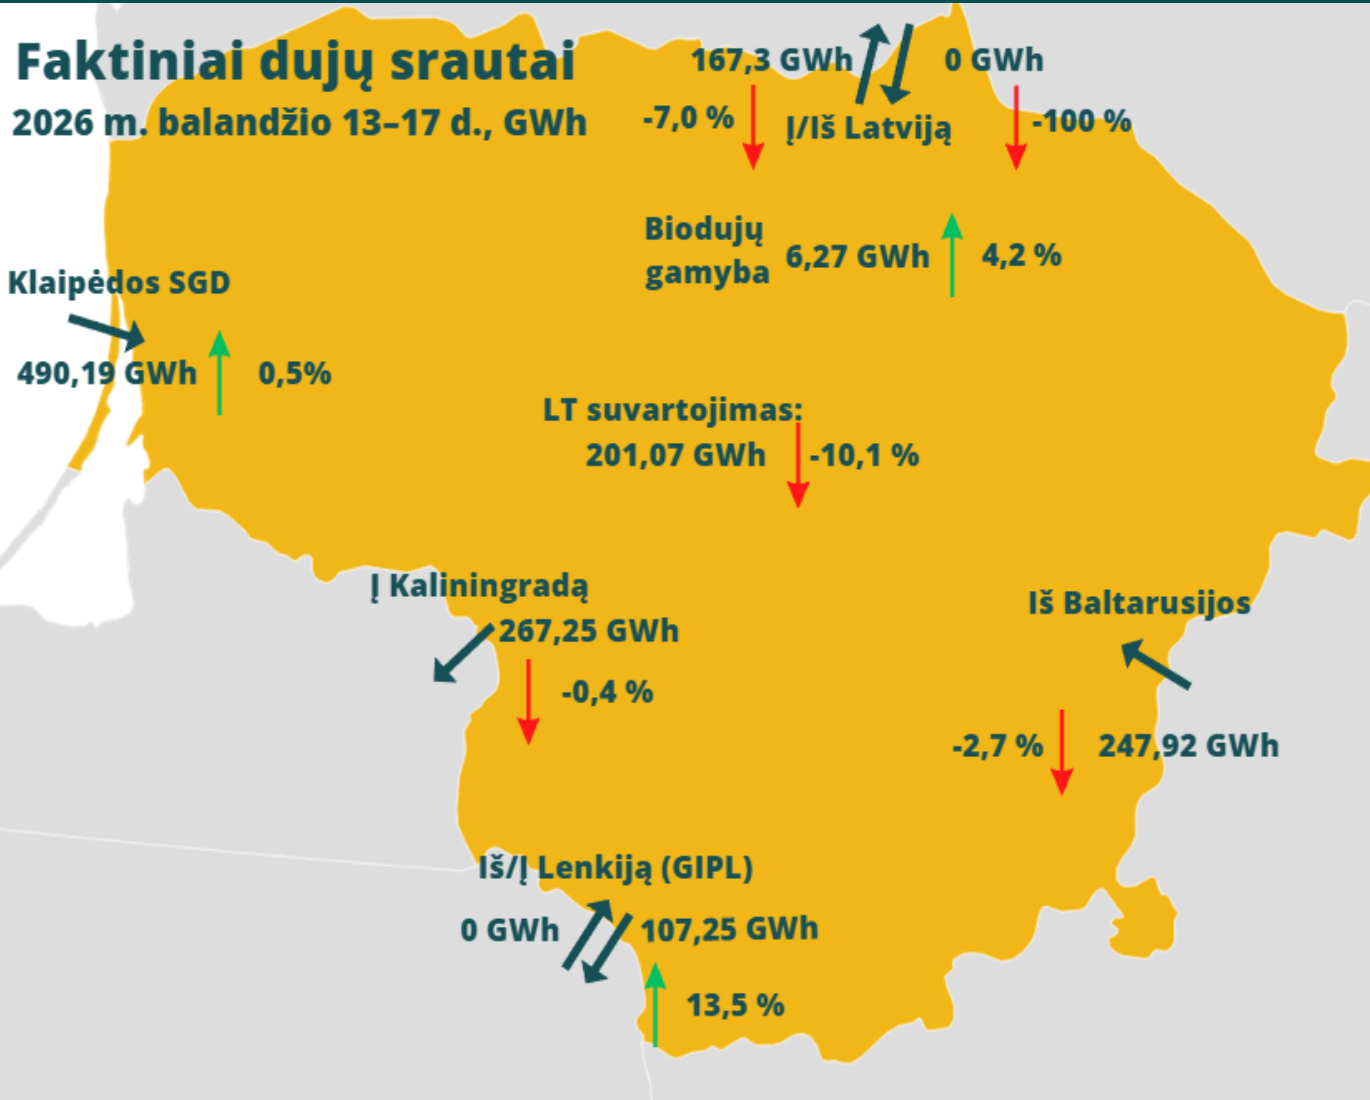 Faktiniai dujų srautai
2026 m. balandžio 13–17 d., GWh
167,3 GWh
0 GWh
-7,0 %
Į/Iš Latviją
-100 %
Biodujų
gamyba
6,27 GWh
4,2 %
Klaipėdos SGD
490,19 GWh
0,5%
LT suvartojimas:
201,07 GWh
-10,1 %
Į Kaliningradą
267,25 GWh
-0,4 %
Iš Baltarusijos
-2,7 %
247,92 GWh
Iš/Į Lenkiją (GIPL)
0 GWh
107,25 GWh
13,5 %